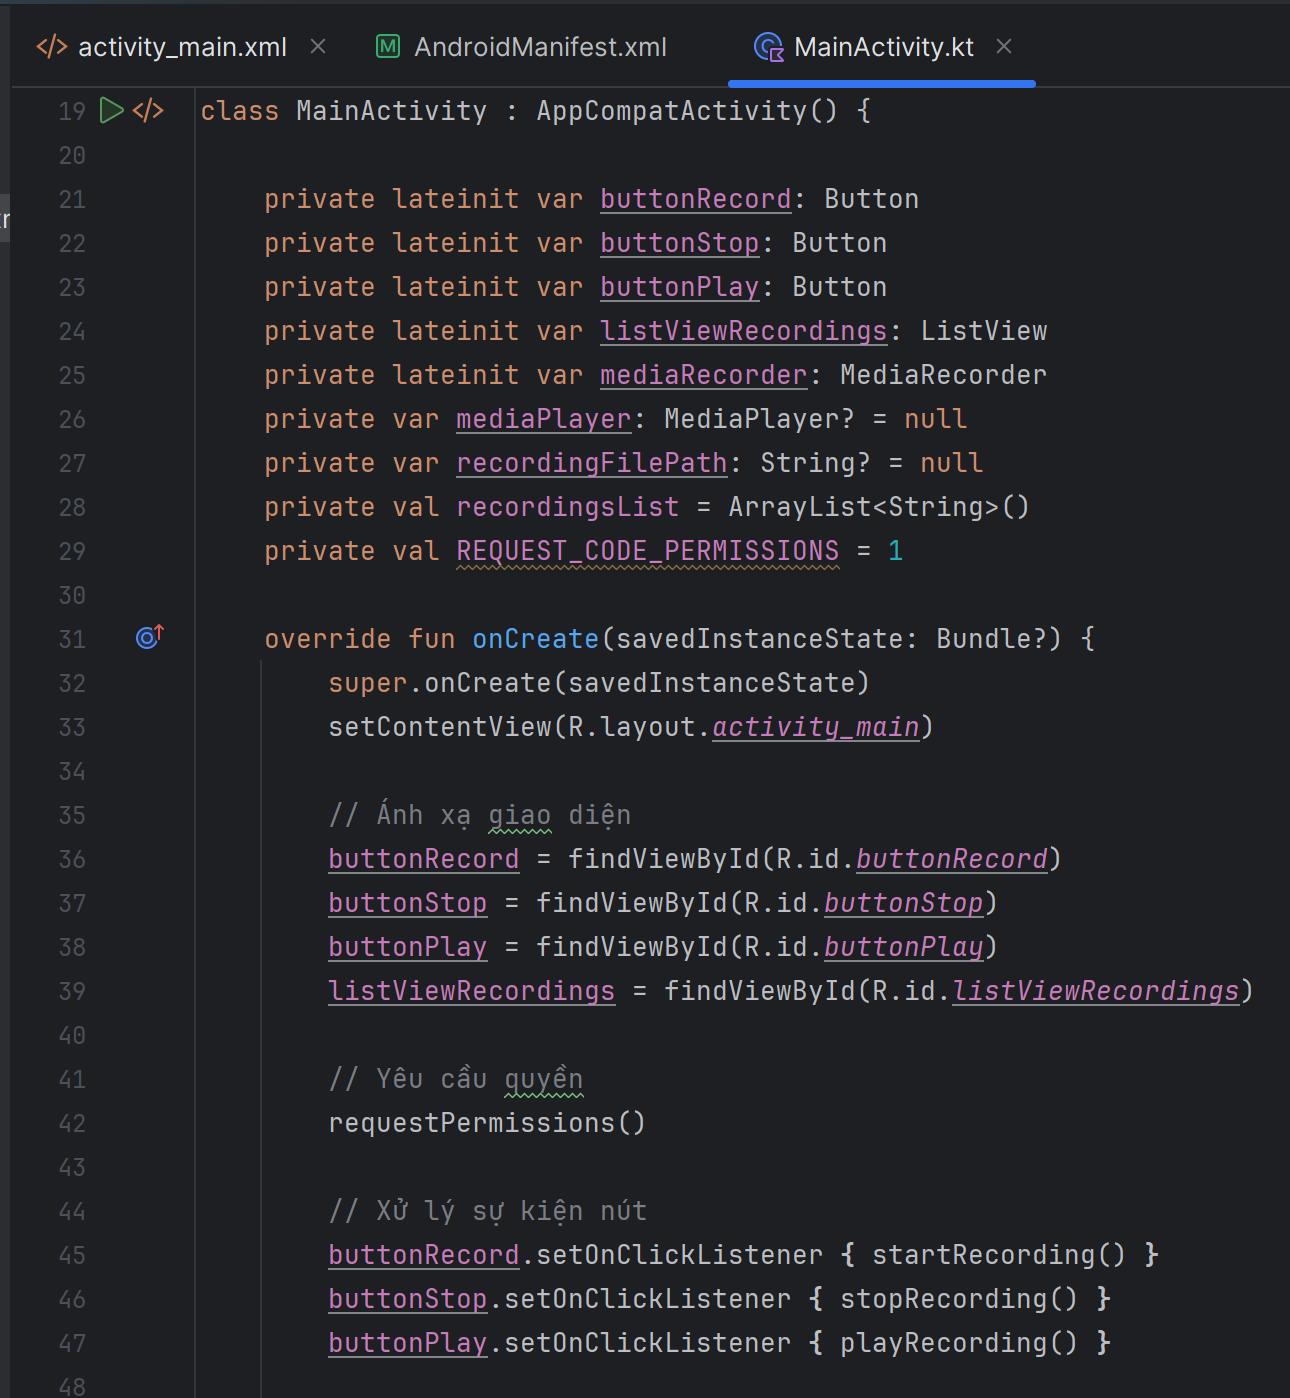 activity_main.xml
AndroidManifest.xml
MainActivity.kt
19 class MainActivity : AppCompatActivity() {
20
21 private lateinit var buttonRecord: Button
22 private lateinit var buttonStop: Button
23 private lateinit var buttonPlay: Button
24 private lateinit var listViewRecordings: ListView
25 private lateinit var mediaRecorder: MediaRecorder
26 private var mediaPlayer: MediaPlayer? = null
27 private var recordingFilePath: String? = null
28 private val recordingsList = ArrayList<String>()
29 private val REQUEST_CODE_PERMISSIONS = 1
30
31 override fun onCreate(savedInstanceState: Bundle?) {
32 super.onCreate(savedInstanceState)
33 setContentView(R.layout.activity_main)
34
35 // Ánh xạ giao diện
36 buttonRecord = findViewById(R.id.buttonRecord)
37 buttonStop = findViewById(R.id.buttonStop)
38 buttonPlay = findViewById(R.id.buttonPlay)
39 listViewRecordings = findViewById(R.id.listViewRecordings)
40
41 // Yêu cầu quyền
42 requestPermissions()
43
44 // Xử lý sự kiện nút
45 buttonRecord.setOnClickListener { startRecording() }
46 buttonStop.setOnClickListener { stopRecording() }
47 buttonPlay.setOnClickListener { playRecording() }
48